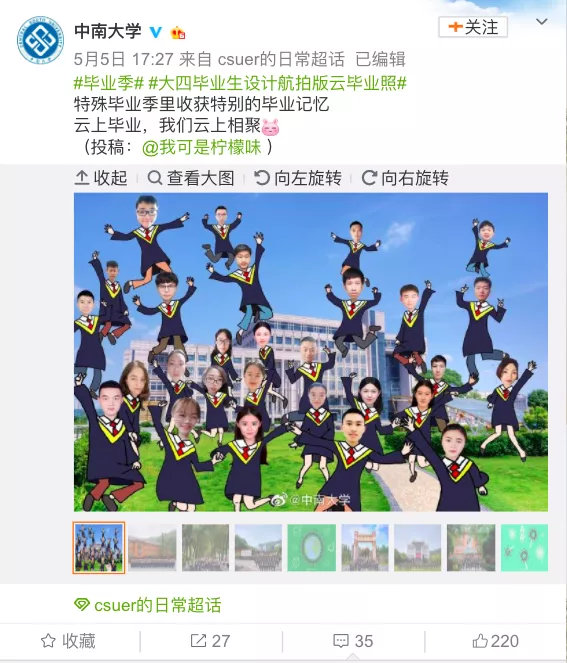 中南大学
+关注
5月5日 17:27 来自 csuer的日常超话 已编辑
#毕业季# #大四毕业生设计航拍版云毕业照#
特殊毕业季里收获特别的毕业记忆
云上毕业，我们云上相聚
（投稿：@我可是柠檬味 ）
收起 查看大图 向左旋转 向右旋转
@中南大学
csuer的日常超话
收藏 27 35 220